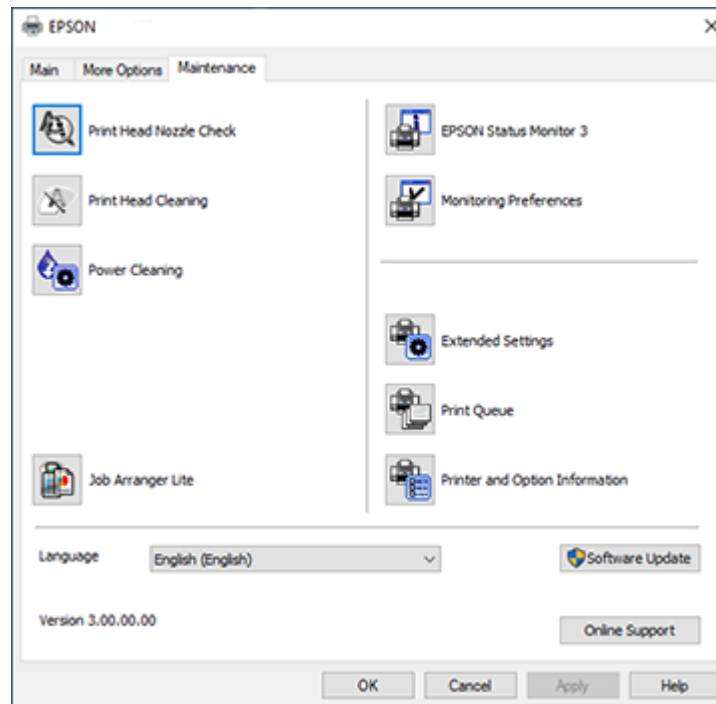 EPSON
Main More Options Maintenance
Print Head Nozzle Check
Print Head Cleaning
Power Cleaning
Job Arranger Lite
EPSON Status Monitor 3
Monitoring Preferences
Extended Settings
Print Queue
Printer and Option Information
Language English (English) Software Update
Version 3.00.00.00
Online Support
OK Cancel Apply Help